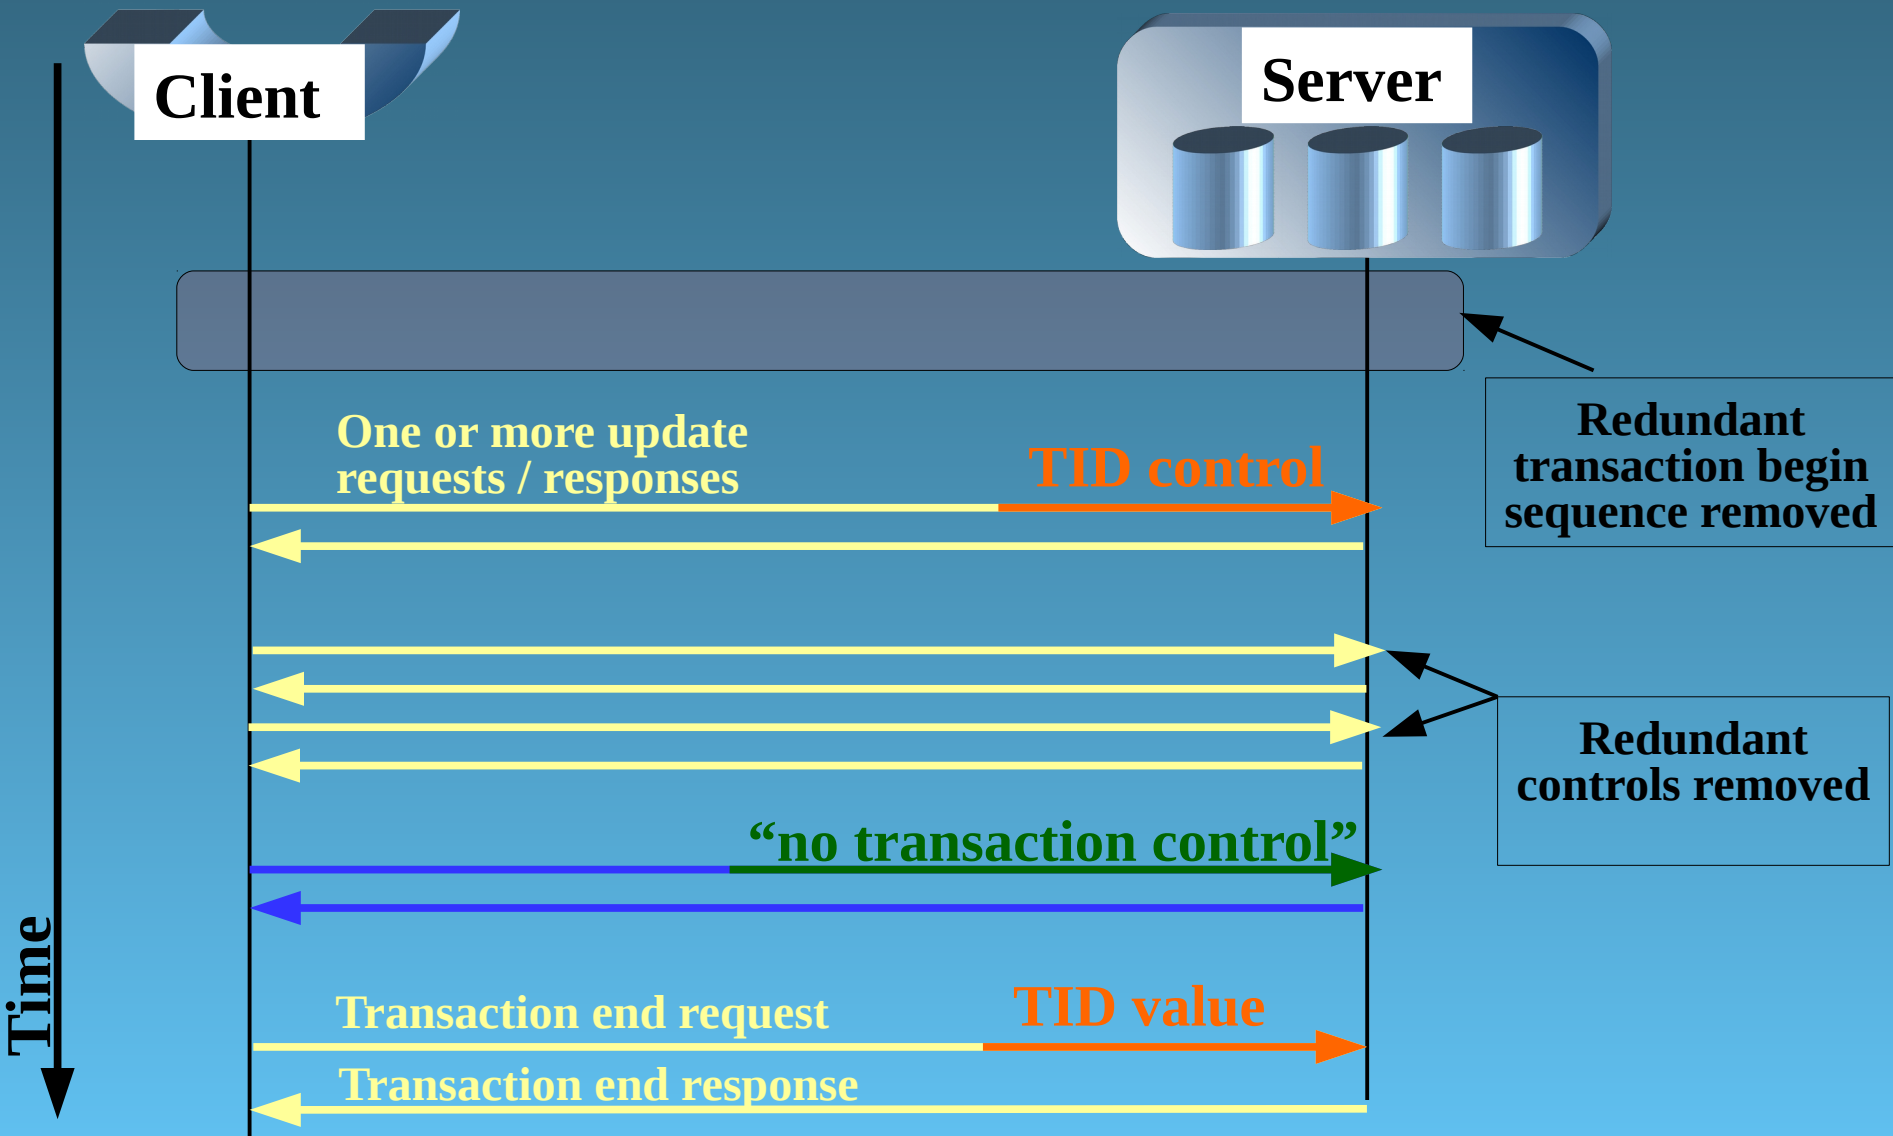 Client
Server
One or more update
requests / responses
TID control
Redundant
transaction begin
sequence removed
Redundant
controls removed
“no transaction control”
Time
Transaction end request
TID value
Transaction end response